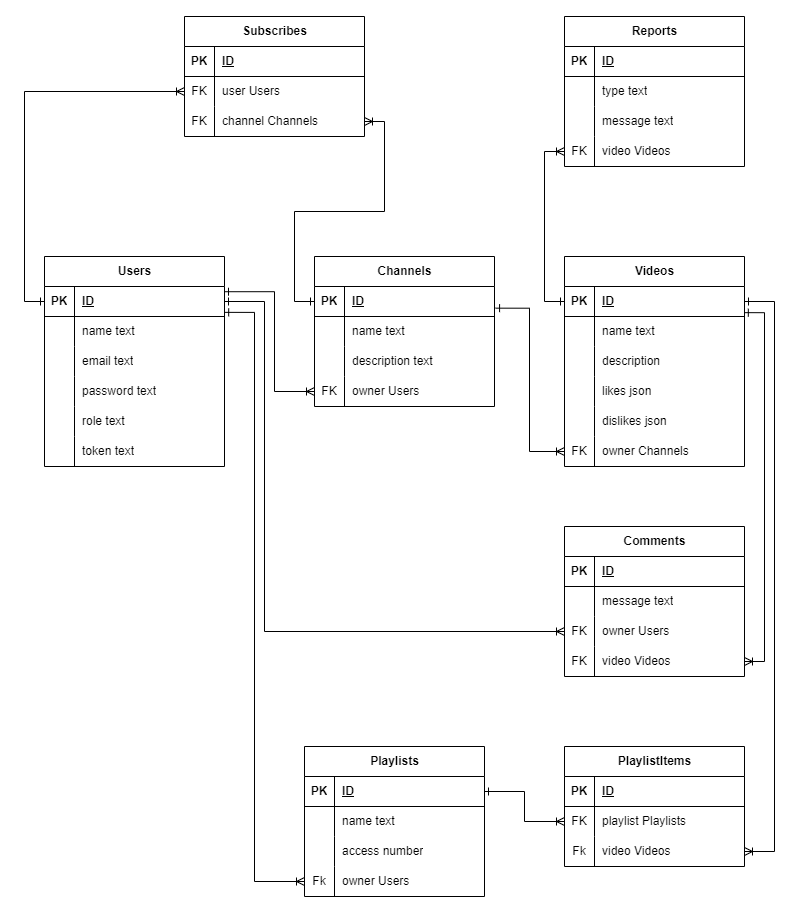 Subscribes
PK ID
FK user Users
FK channel Channels
Reports
PK ID
type text
message text
FK video Videos
Users
PK ID
name text
email text
password text
role text
token text
Channels
PK ID
name text
description text
FK owner Users
Videos
PK ID
name text
description
likes json
dislikes json
FK owner Channels
Comments
PK ID
message text
FK owner Users
FK video Videos
Playlists
PK ID
name text
access number
Fk owner Users
PlaylistItems
PK ID
FK playlist Playlists
Fk video Videos